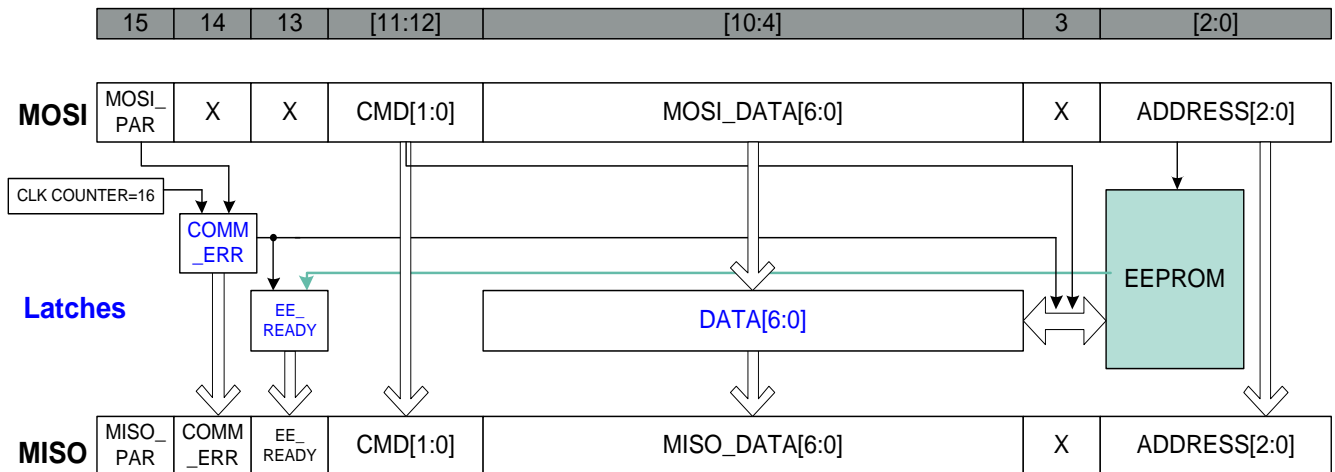 15 14 13 [11:12] [10:4] 3 [2:0]
MOSI MOSI_ X X CMD[1:0] MOSI_DATA[6:0] X ADDRESS[2:0]
PAR
CLK COUNTER=16
COMM
_ERR
EEPROM
Latches
EE_
READY
DATA[6:0]
MISO MISO_ COMM EE_ CMD[1:0] MISO_DATA[6:0] X ADDRESS[2:0]
PAR _ERR READY